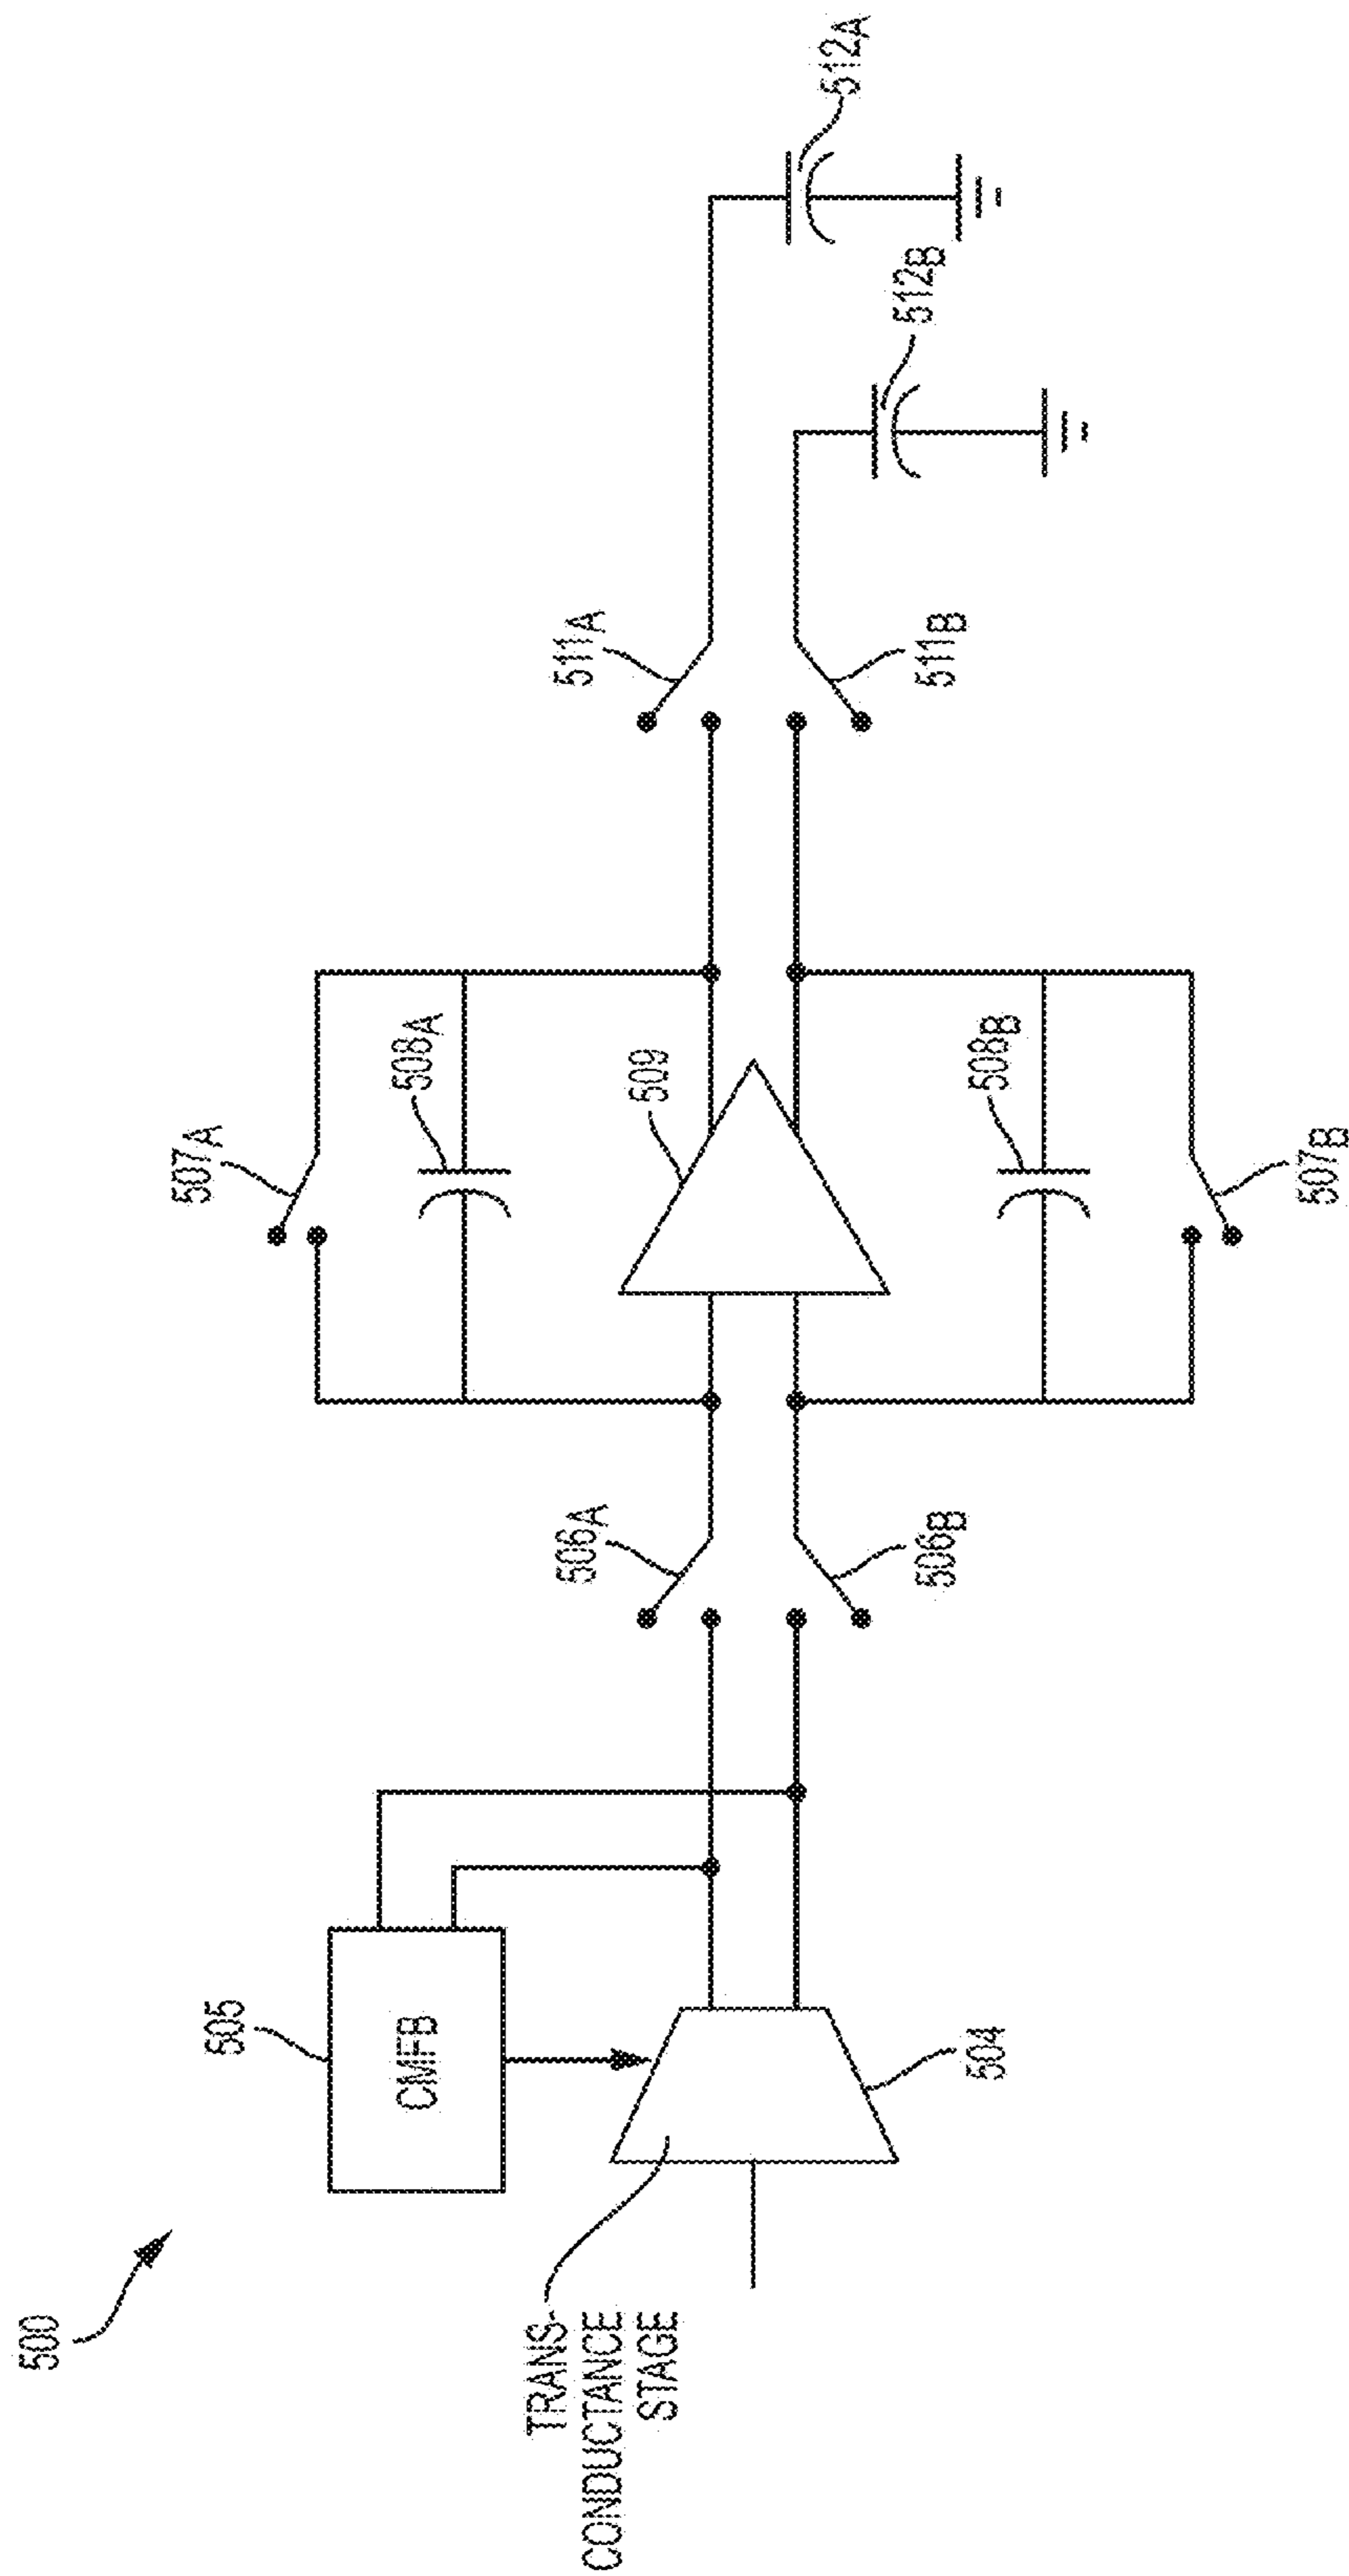 500
505
CMFB
TRANS-
CONDUCTANCE
STAGE
504
506A
506B
507A
508A
509
508B
507B
511A
511B
512A
512B